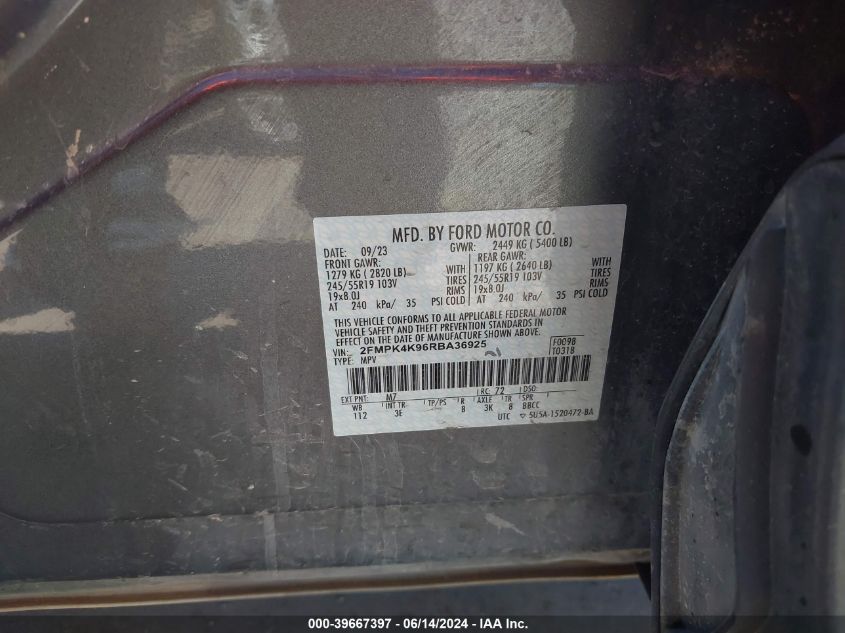 MFD. BY FORD MOTOR CO.
DATE: 09/23 GVWR: 2449 KG ( 5400 LB)
FRONT GAWR: REAR GAWR:
1279 KG ( 2820 LB) WITH 1197 KG ( 2640 LB) WITH
245/55R19 103V TIRES 245/55R19 103V TIRES
19x8.0J RIMS 19x8.0J RIMS
AT 240 kPa/ 35 PSI COLD AT 240 kPa/ 35 PSI COLD
THIS VEHICLE CONFORMS TO ALL APPLICABLE FEDERAL MOTOR
VEHICLE SAFETY AND THEFT PREVENTION STANDARDS IN
EFFECT ON THE DATE OF MANUFACTURE SHOWN ABOVE.
VIN: 2FMPK4K96RBA36925 F0098
TYPE: MPV T0318
EXT PNT: M7 RC: 72 DSO:
WB INT TR TP/PS R AXLE TR SPR
112 3E 8 3K 8 BBCC
UTC 5U5A-1520472-BA
000-39667397 - 06/14/2024 - IAA Inc.